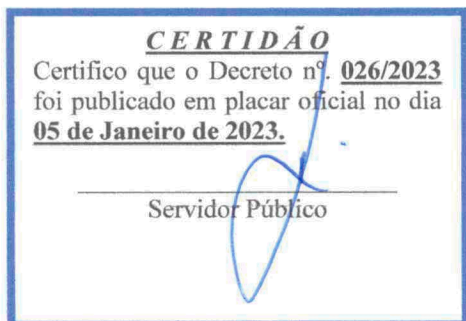 CERTIDÃO
Certifico que o Decreto nº. 026/2023
foi publicado em placar oficial no dia
05 de Janeiro de 2023.
Servidor Público